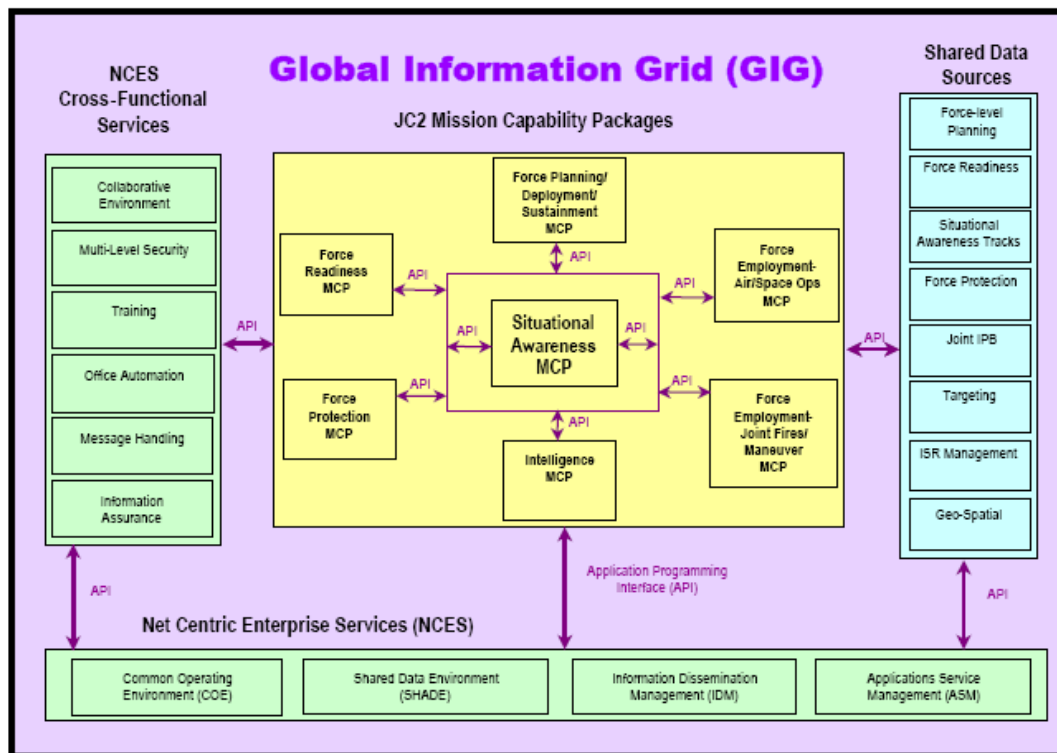 Global Information Grid (GIG)
NCES
Cross-Functional
Services
Collaborative
Environment
Multi-Level Security
Training
Office Automation
Message Handling
Information
Assurance
API
API
JC2 Mission Capability Packages
Force Planning/
Deployment/
Sustainment
MCP
API
Force
Readiness
MCP
API
Force
Employment-
Air/Space Ops
MCP
API
API
Situational
Awareness
MCP
API
Force
Protection
MCP
API
Force
Employment-
Joint Fires/
Maneuver
MCP
API
API
Intelligence
MCP
Application Programming
Interface (API)
API
Shared Data
Sources
Force-level
Planning
Force Readiness
Situational
Awareness Tracks
Force Protection
Joint IPB
Targeting
ISR Management
Geo-Spatial
API
Net Centric Enterprise Services (NCES)
Common Operating
Environment (COE)
Shared Data Environment
(SHADE)
Information Dissemination
Management (IDM)
Applications Service
Management (ASM)